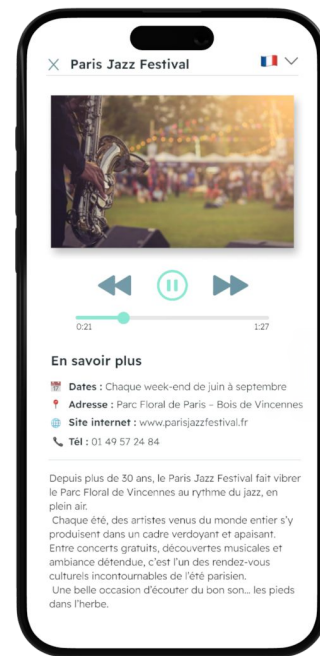 Paris Jazz Festival
0:21 1:27
En savoir plus
Dates : Chaque week-end de juin à septembre
Adresse : Parc Floral de Paris – Bois de Vincennes
Site internet : www.parisjazzfestival.fr
Tél : 01 49 57 24 84
Depuis plus de 30 ans, le Paris Jazz Festival fait vibrer
le Parc Floral de Vincennes au rythme du jazz, en
plein air.
Chaque été, des artistes venus du monde entier s’y
produisent dans un cadre verdoyant et apaisant.
Entre concerts gratuits, découvertes musicales et
ambiance détendue, c’est l’un des rendez-vous
culturels incontournables de l’été parisien.
Une belle occasion d’écouter du bon son… les pieds
dans l’herbe.